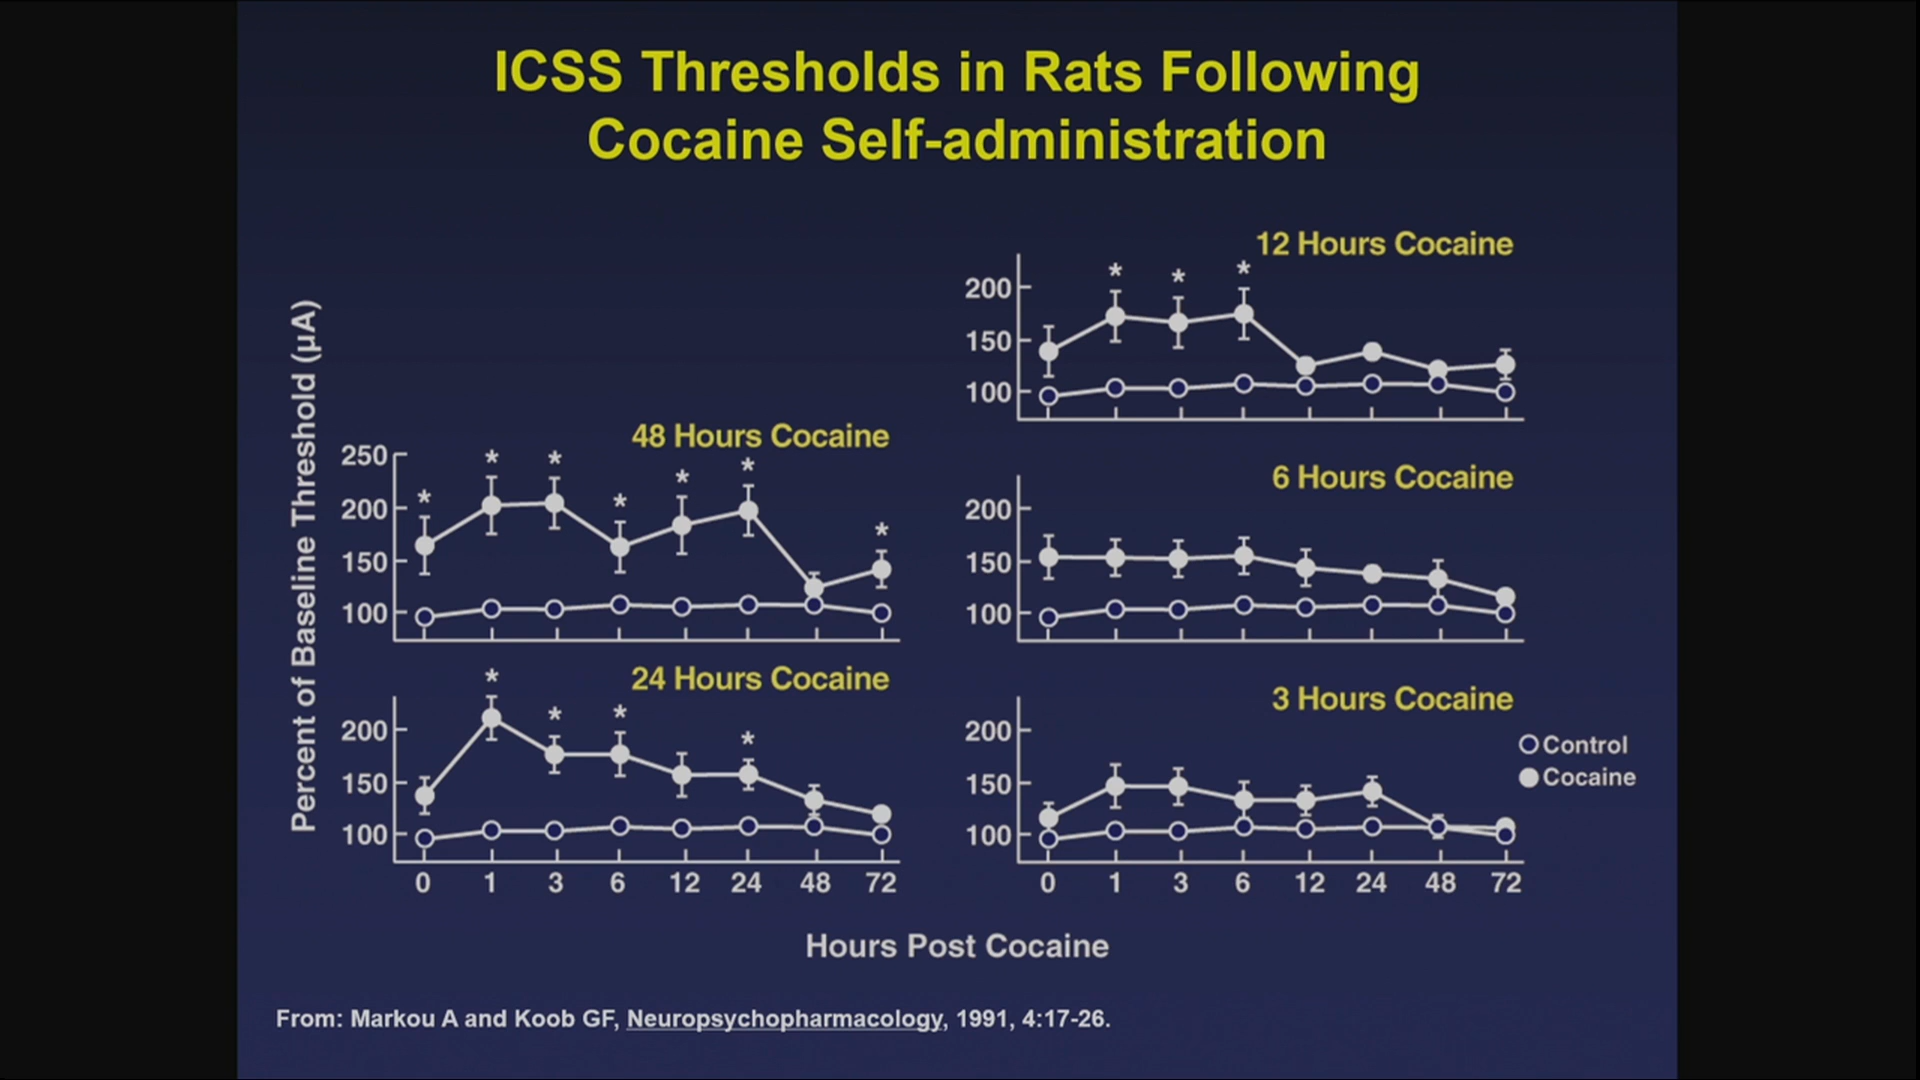 ICSS Thresholds in Rats Following
Cocaine Self-administration
Percent of Baseline Threshold (µA)
48 Hours Cocaine
250
200
150
100
* * * * * * *
24 Hours Cocaine
200
150
100
* * * *
0 1 3 6 12 24 48 72
12 Hours Cocaine
200
150
100
* * *
6 Hours Cocaine
200
150
100
3 Hours Cocaine
200
150
100
0 1 3 6 12 24 48 72
Control
Cocaine
Hours Post Cocaine
From: Markou A and Koob GF, Neuropsychopharmacology, 1991, 4:17-26.